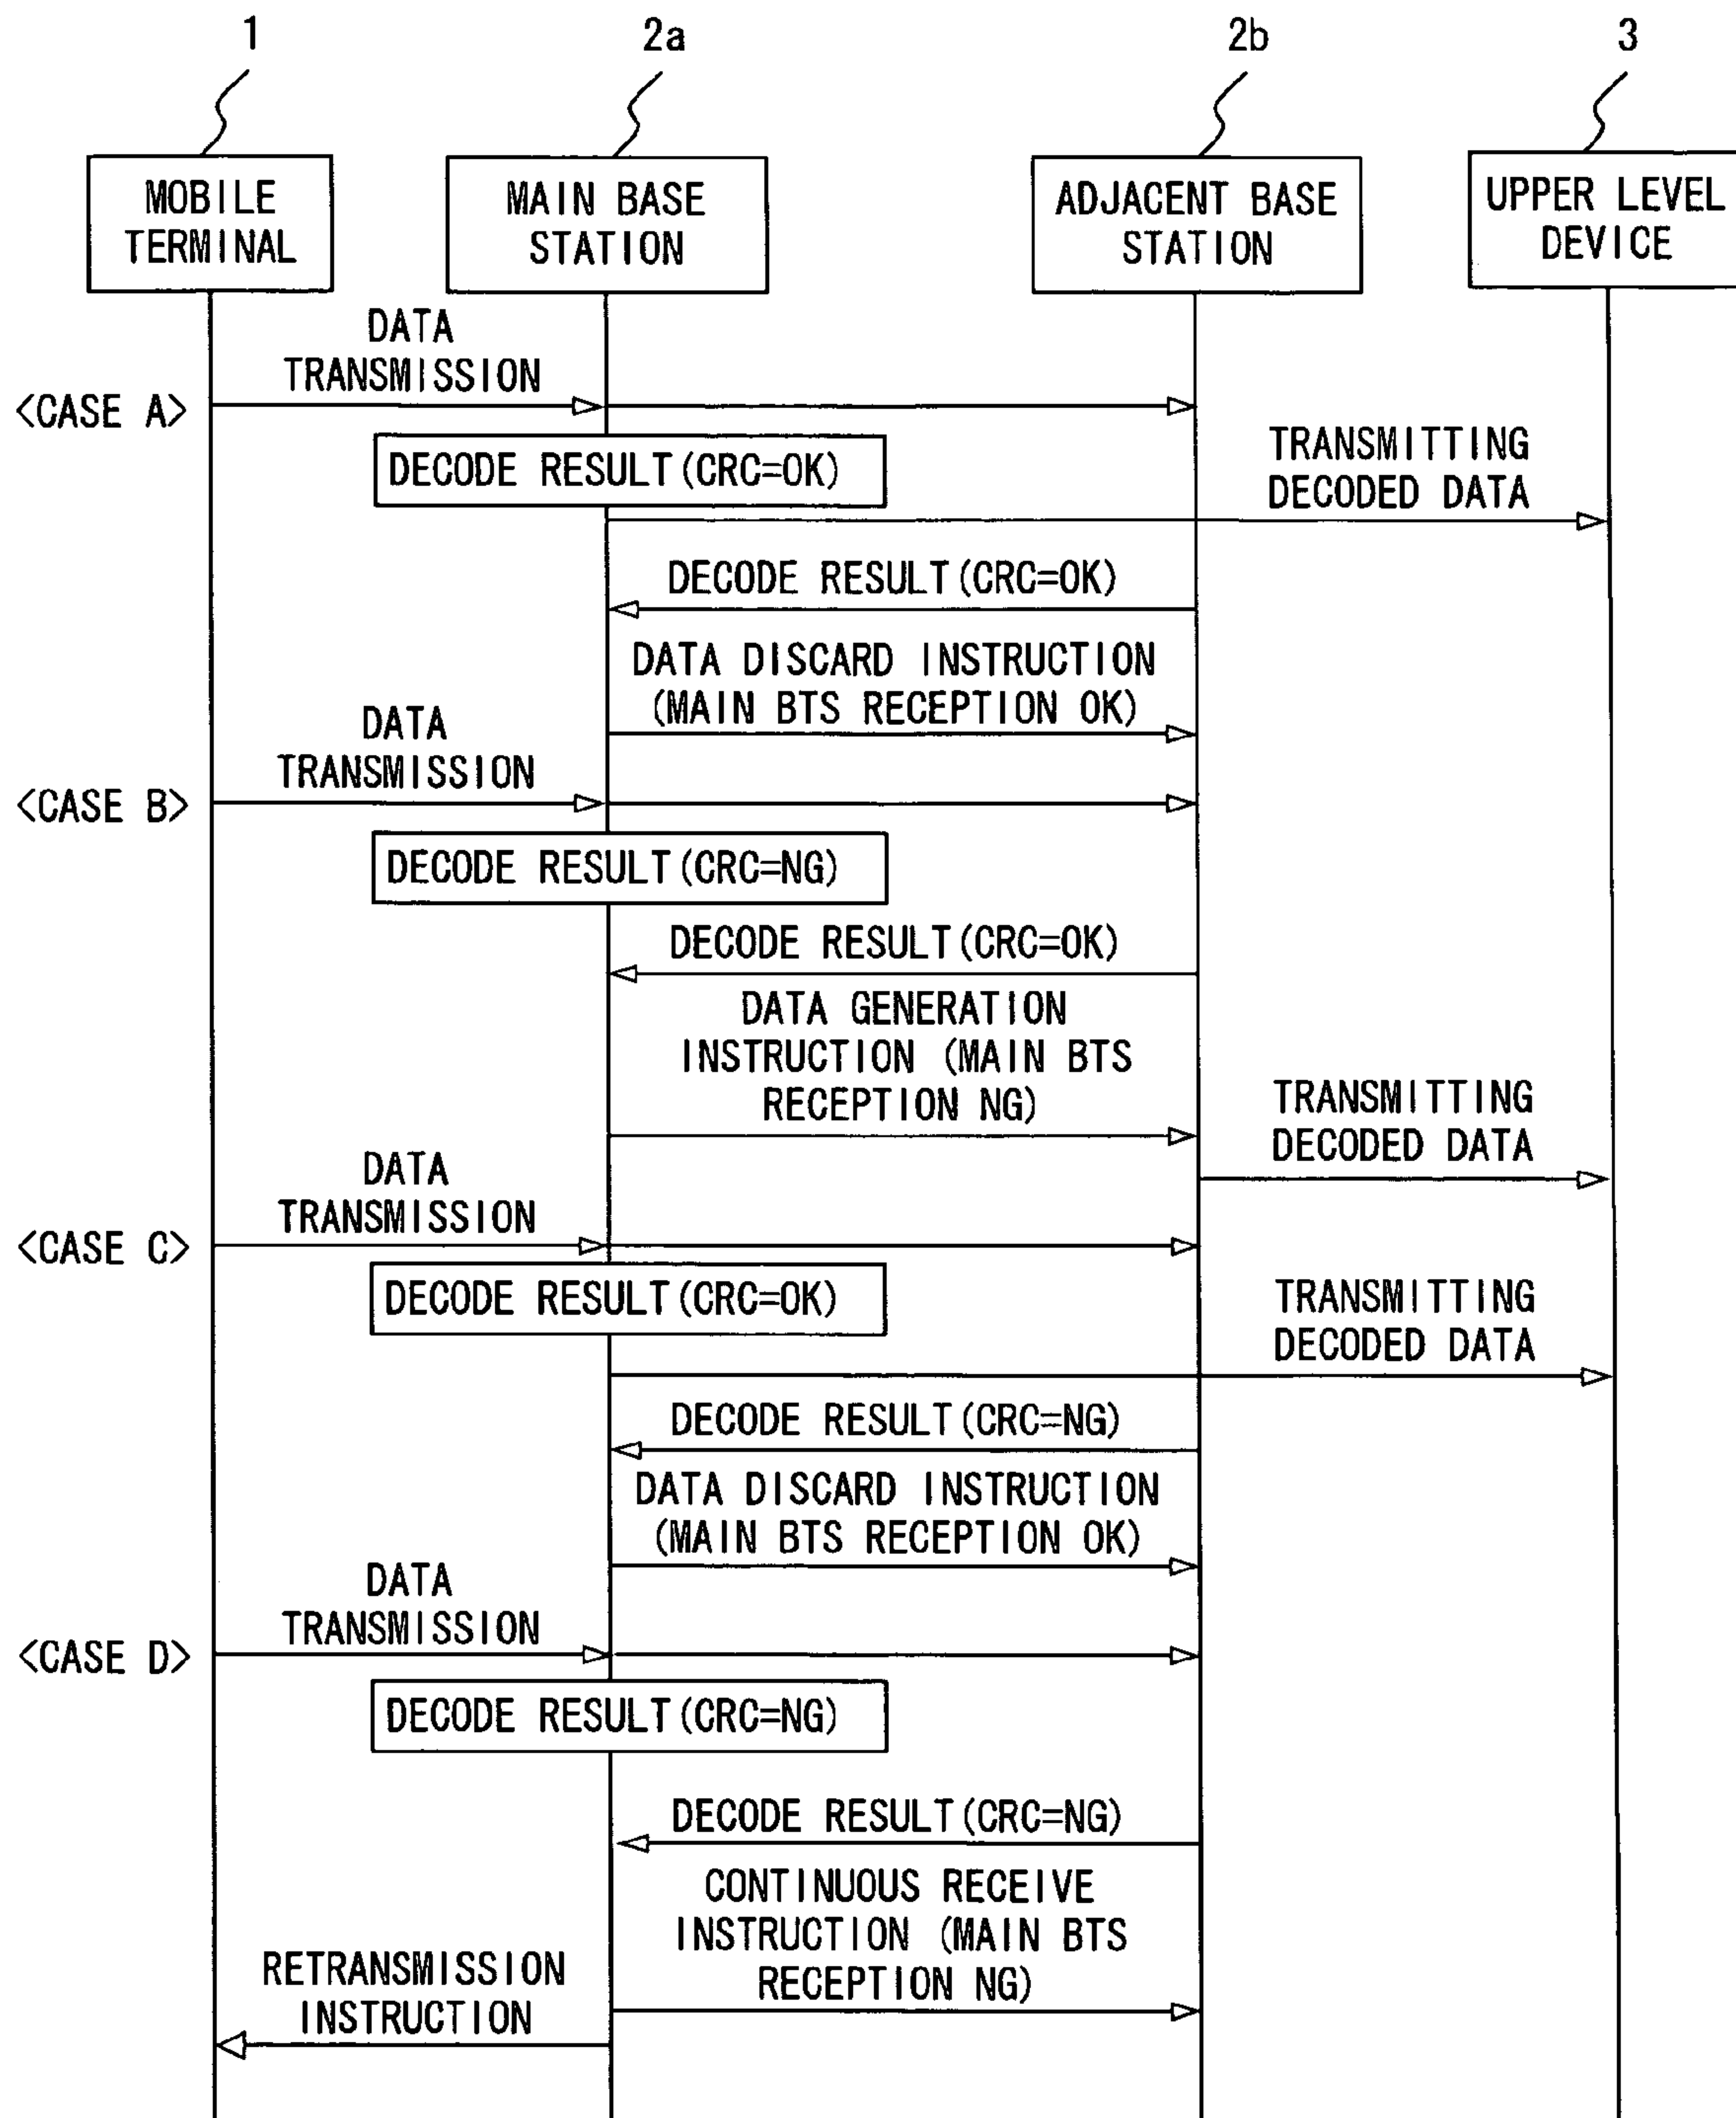 1
2a
2b
3
MOBILE
TERMINAL
MAIN BASE
STATION
ADJACENT BASE
STATION
UPPER LEVEL
DEVICE
DATA
TRANSMISSION
<CASE A>
DECODE RESULT(CRC=OK)
TRANSMITTING
DECODED DATA
DECODE RESULT(CRC=OK)
DATA DISCARD INSTRUCTION
(MAIN BTS RECEPTION OK)
DATA
TRANSMISSION
<CASE B>
DECODE RESULT(CRC=NG)
DECODE RESULT(CRC=OK)
DATA GENERATION
INSTRUCTION (MAIN BTS
RECEPTION NG)
TRANSMITTING
DECODED DATA
DATA
TRANSMISSION
<CASE C>
DECODE RESULT(CRC=OK)
TRANSMITTING
DECODED DATA
DECODE RESULT(CRC=NG)
DATA DISCARD INSTRUCTION
(MAIN BTS RECEPTION OK)
DATA
TRANSMISSION
<CASE D>
DECODE RESULT(CRC=NG)
DECODE RESULT(CRC=NG)
CONTINUOUS RECEIVE
INSTRUCTION (MAIN BTS
RECEPTION NG)
RETRANSMISSION
INSTRUCTION